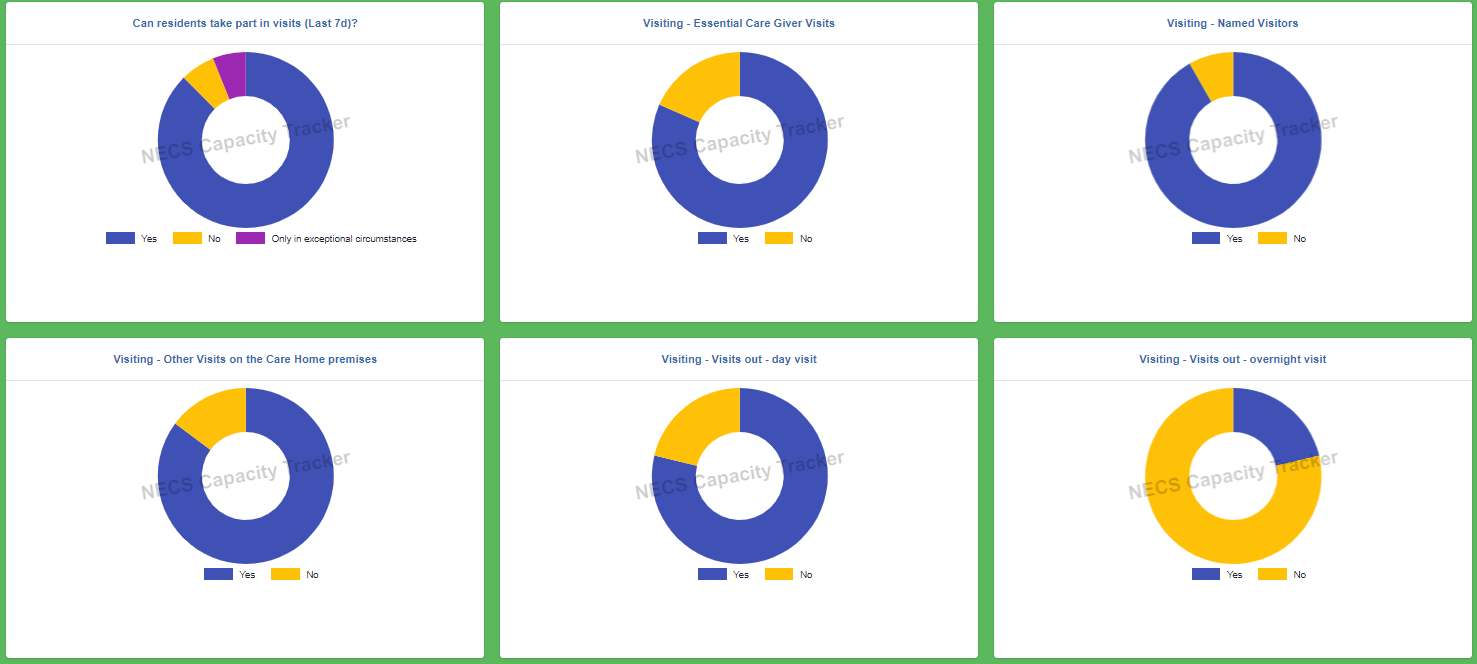 Can residents take part in visits (Last 7d)?
NECS Capacity Tracker
Yes No Only in exceptional circumstances
Visiting - Essential Care Giver Visits
NECS Capacity Tracker
Yes No
Visiting - Named Visitors
NECS Capacity Tracker
Yes No
Visiting - Other Visits on the Care Home premises
NECS Capacity Tracker
Yes No
Visiting - Visits out - day visit
NECS Capacity Tracker
Yes No
Visiting - Visits out - overnight visit
NECS Capacity Tracker
Yes No